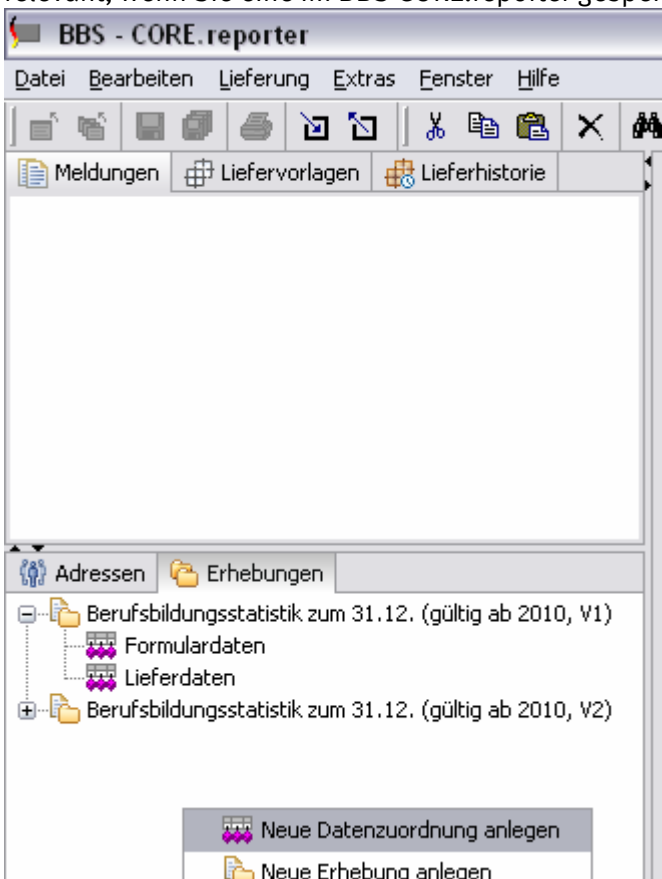 BBS - CORE.reporter
Datei Bearbeiten Lieferung Extras Fenster Hilfe
Meldungen Liefervorlagen Lieferhistorie
Adressen Erhebungen
Berufsbildungsstatistik zum 31.12. (gültig ab 2010, V1)
Formulardaten
Lieferdaten
Berufsbildungsstatistik zum 31.12. (gültig ab 2010, V2)
Neue Datenzuordnung anlegen
Neue Erhebung anlegen